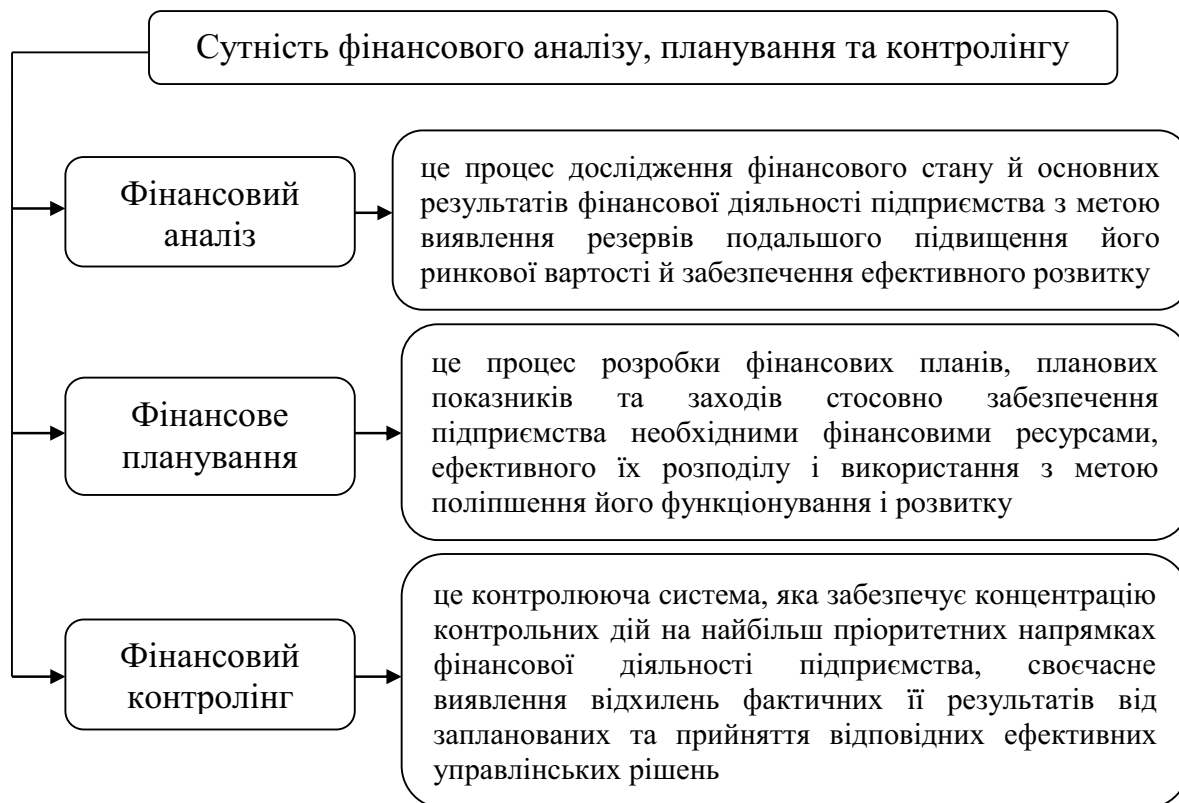 Сутність фінансового аналізу, планування та контролінгу
Фінансовий
аналіз
це процес дослідження фінансового стану й основних
результатів фінансової діяльності підприємства з метою
виявлення резервів подальшого підвищення його
ринкової вартості й забезпечення ефективного розвитку
Фінансове
планування
це процес розробки фінансових планів, планових
показників та заходів стосовно забезпечення
підприємства необхідними фінансовими ресурсами,
ефективного їх розподілу і використання з метою
поліпшення його функціонування і розвитку
Фінансовий
контролінг
це контролююча система, яка забезпечує концентрацію
контрольних дій на найбільш пріоритетних напрямках
фінансової діяльності підприємства, своєчасне
виявлення відхилень фактичних її результатів від
запланованих та прийняття відповідних ефективних
управлінських рішень